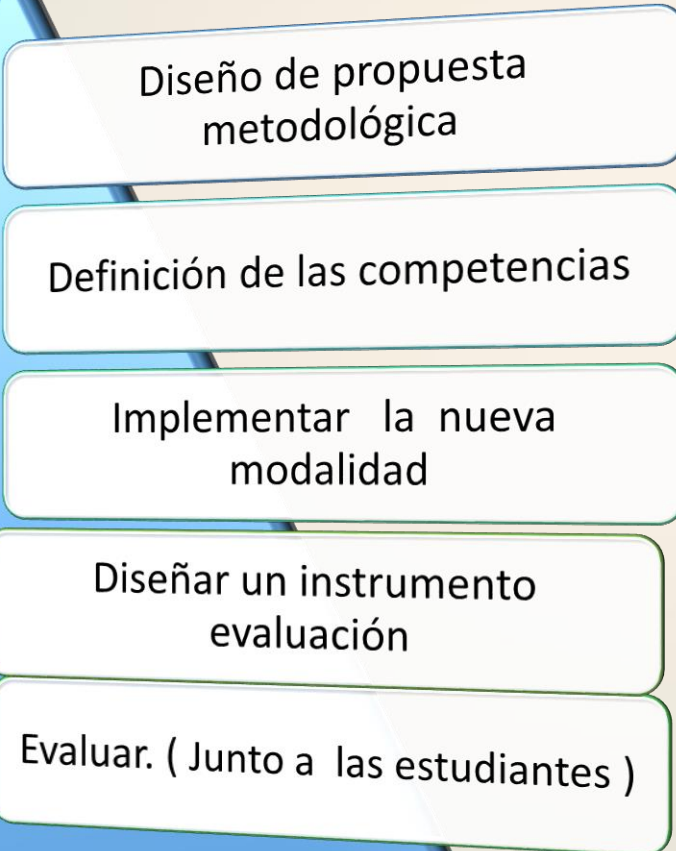 Diseño de propuesta
metodológica
Definición de las competencias
Implementar la nueva
modalidad
Diseñar un instrumento
evaluación
Evaluar. ( Junto a las estudiantes )